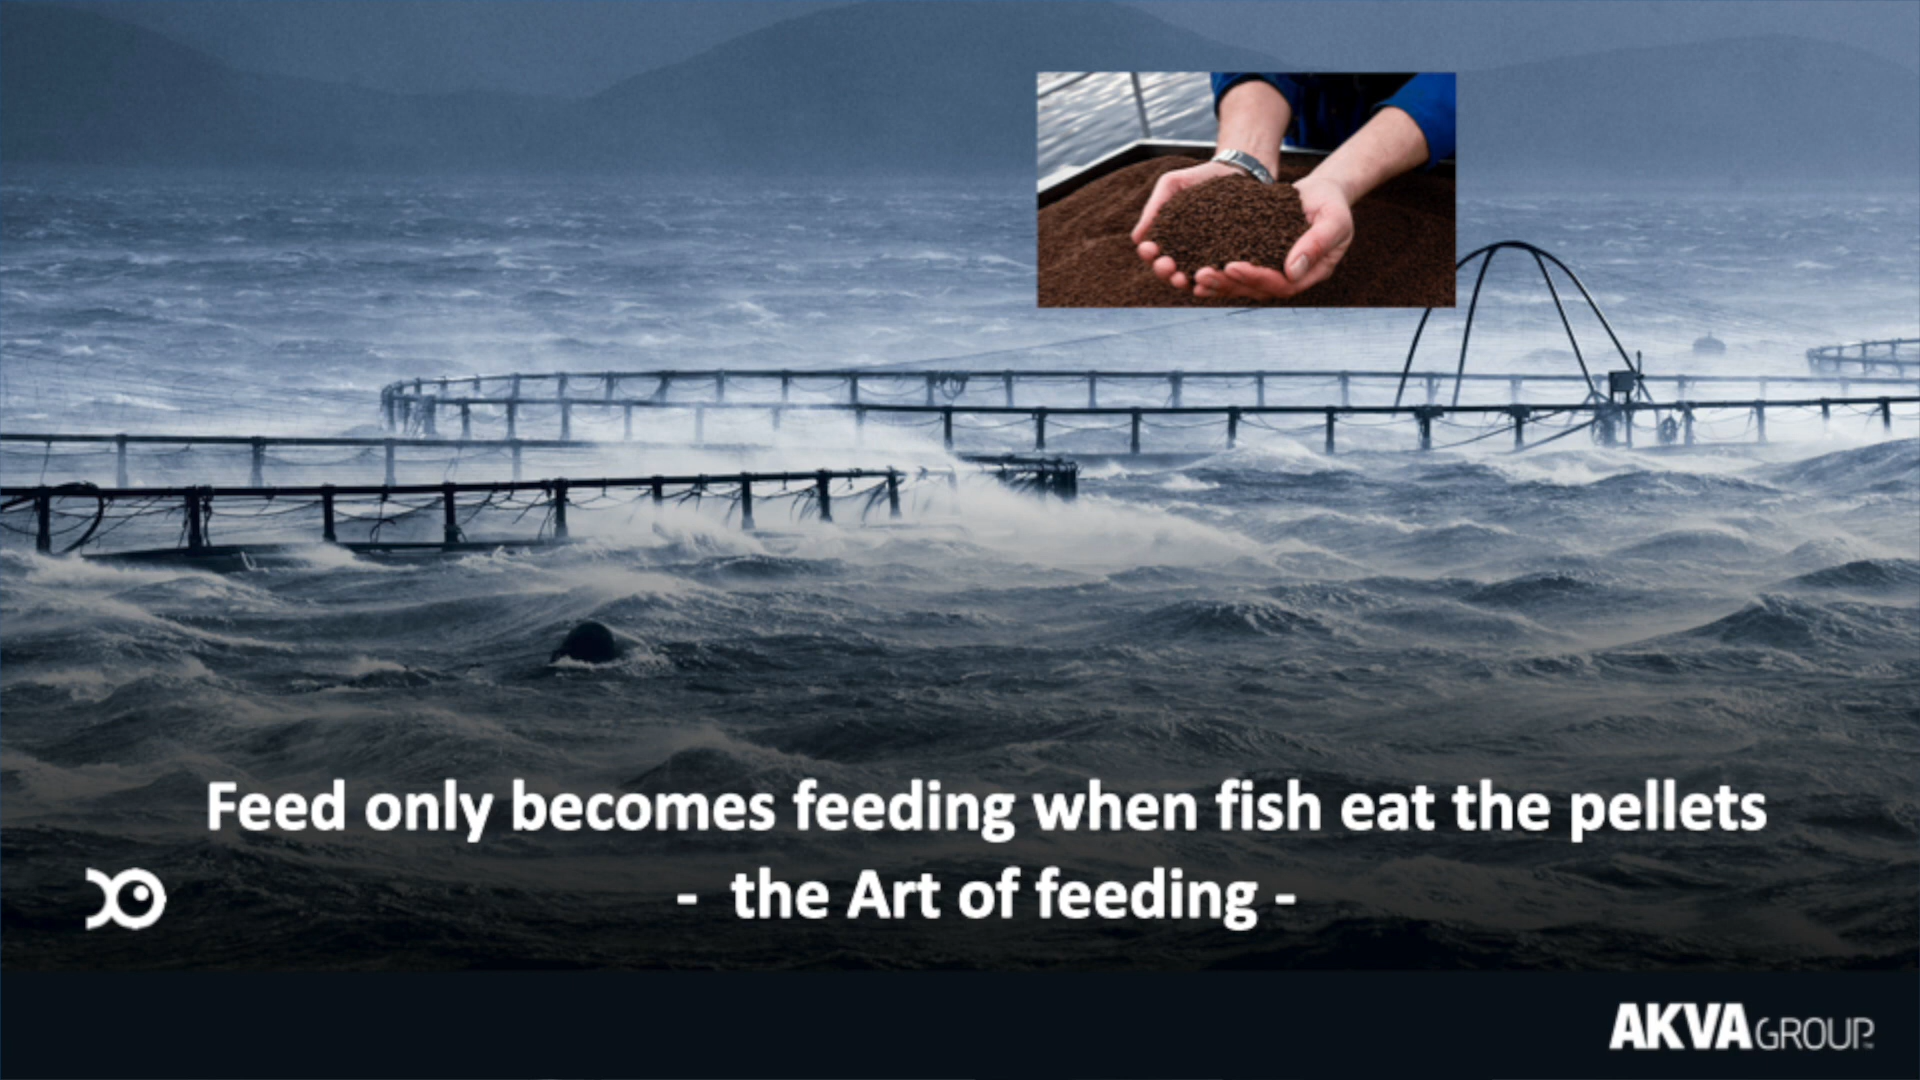 Feed only becomes feeding when fish eat the pellets
- the Art of feeding -
AKVA GROUP